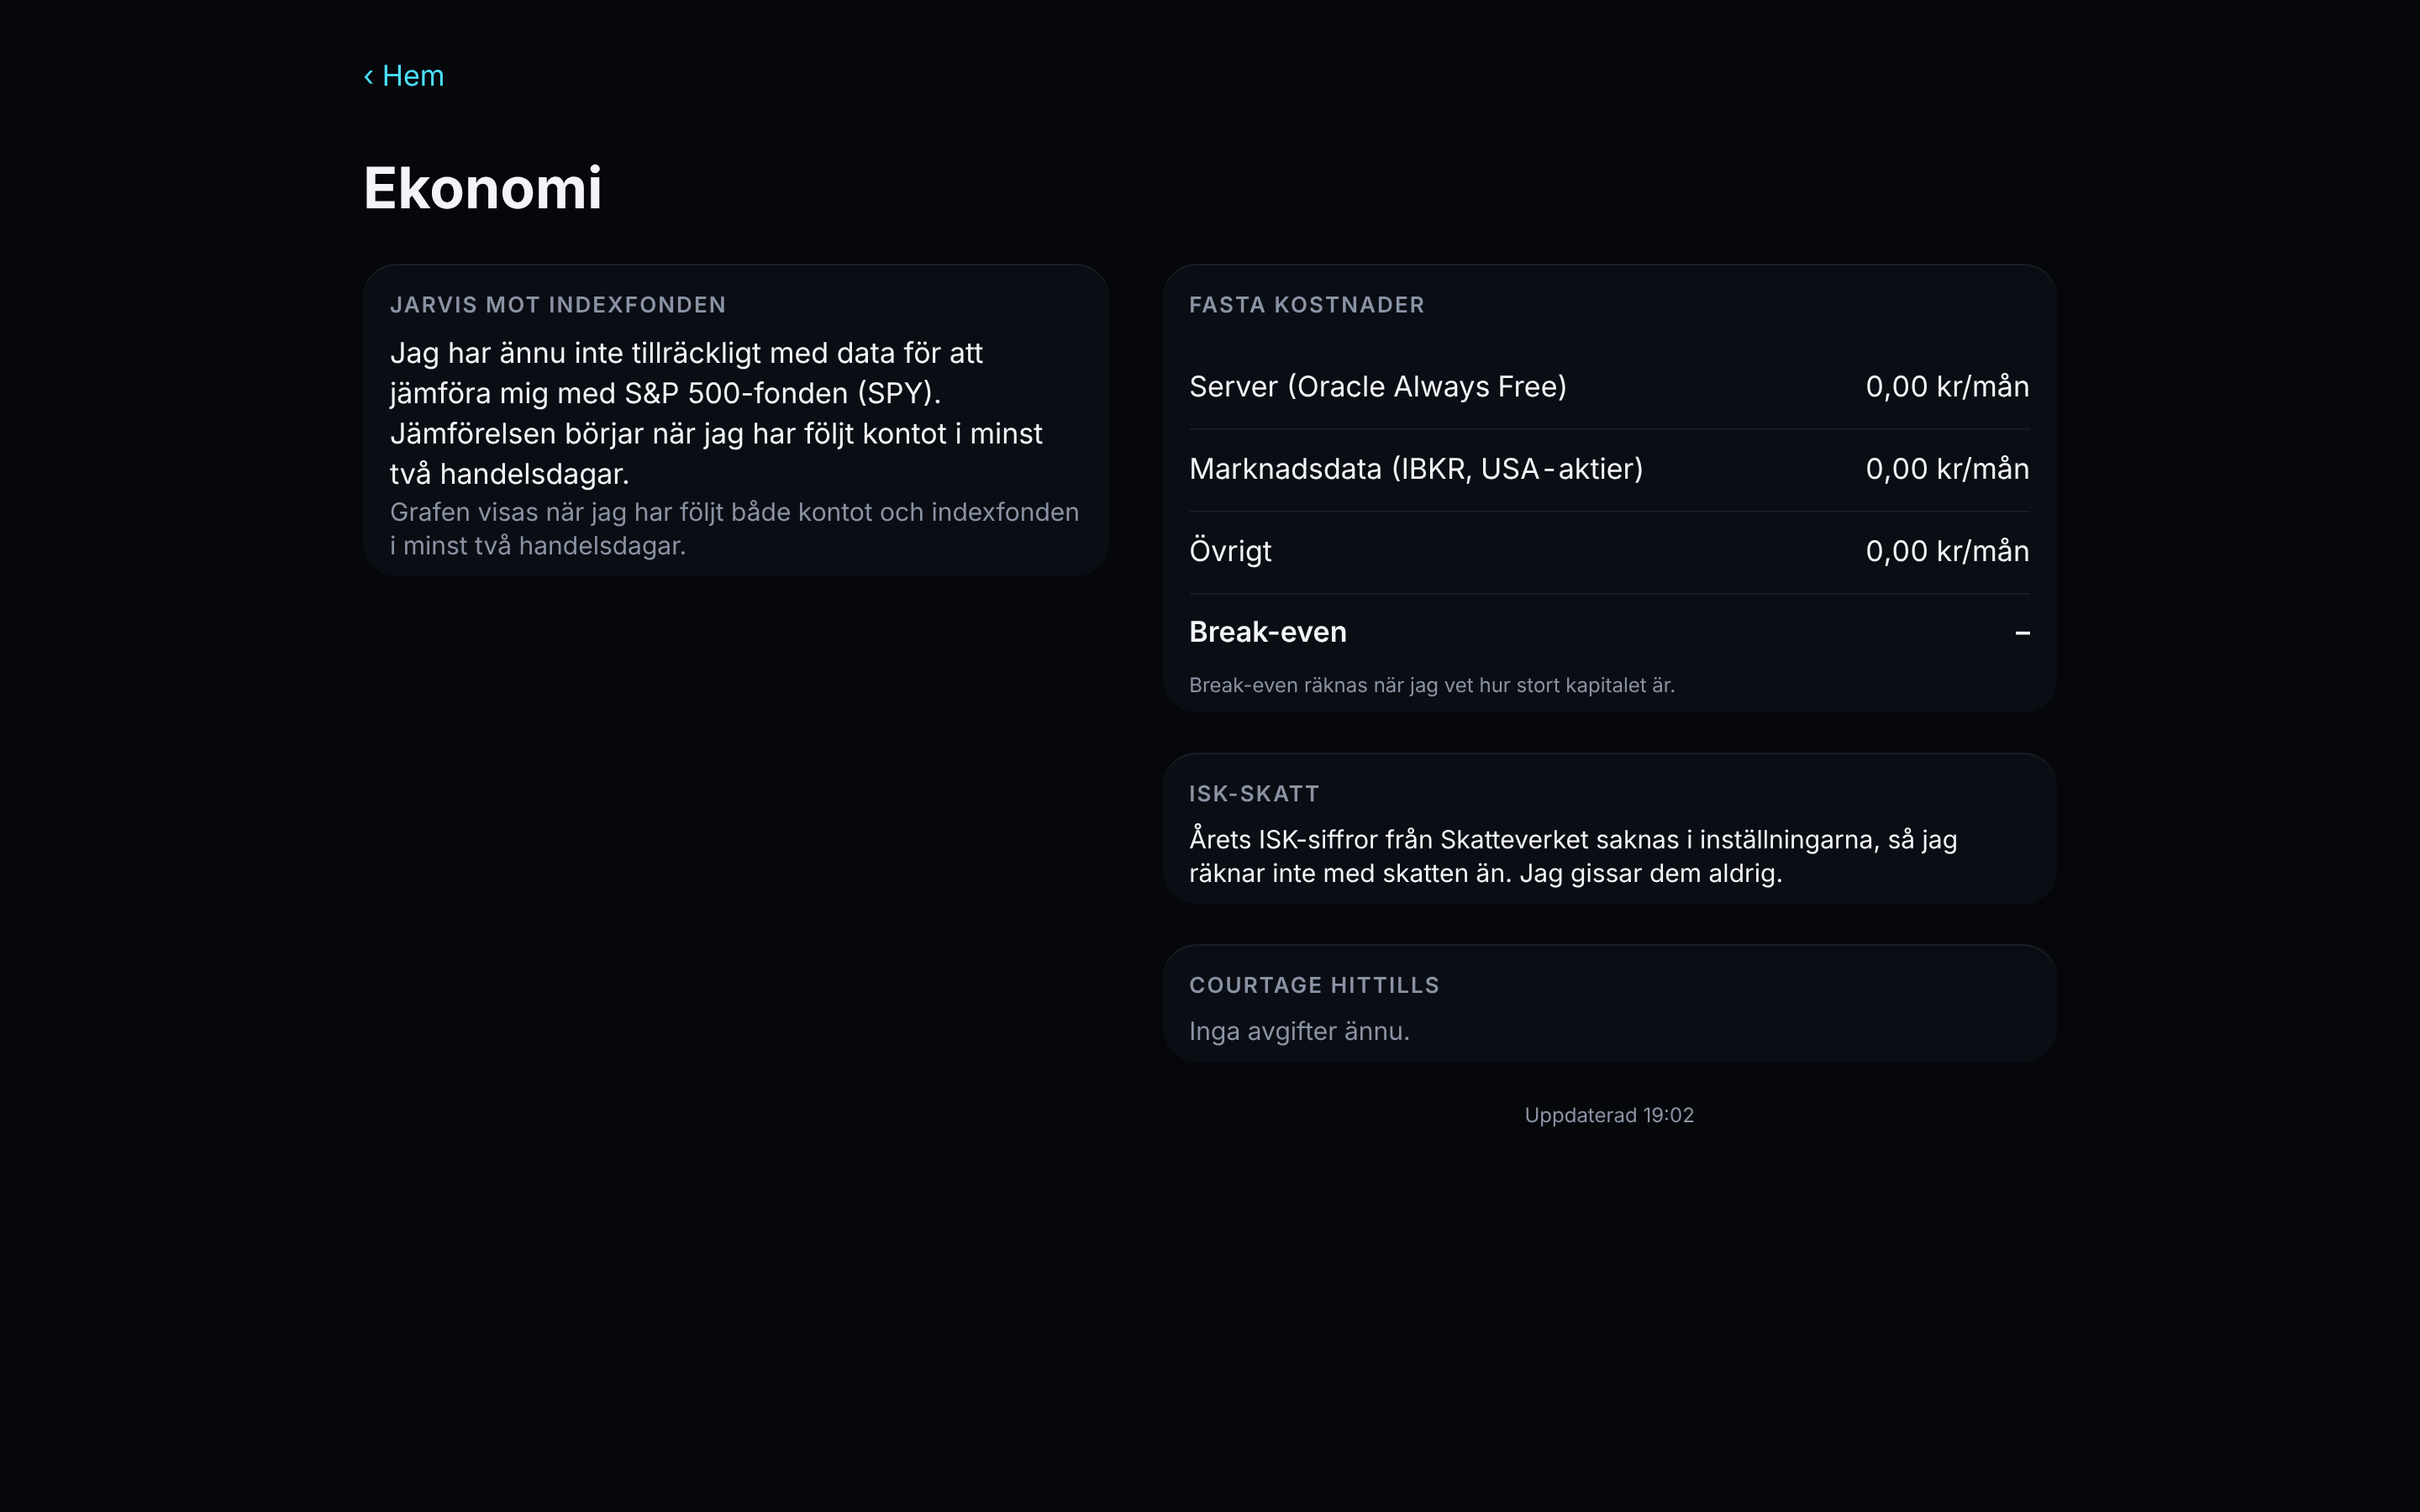 ‹ Hem
Ekonomi
JARVIS MOT INDEXFONDEN
Jag har ännu inte tillräckligt med data för att
jämföra mig med S&P 500-fonden (SPY).
Jämförelsen börjar när jag har följt kontot i minst
två handelsdagar.
Grafen visas när jag har följt både kontot och indexfonden
i minst två handelsdagar.
FASTA KOSTNADER
Server (Oracle Always Free) 0,00 kr/mån
Marknadsdata (IBKR, USA-aktier) 0,00 kr/mån
Övrigt 0,00 kr/mån
Break-even –
Break-even räknas när jag vet hur stort kapitalet är.
ISK-SKATT
Årets ISK-siffror från Skatteverket saknas i inställningarna, så jag
räknar inte med skatten än. Jag gissar dem aldrig.
COURTAGE HITTILLS
Inga avgifter ännu.
Uppdaterad 19:02